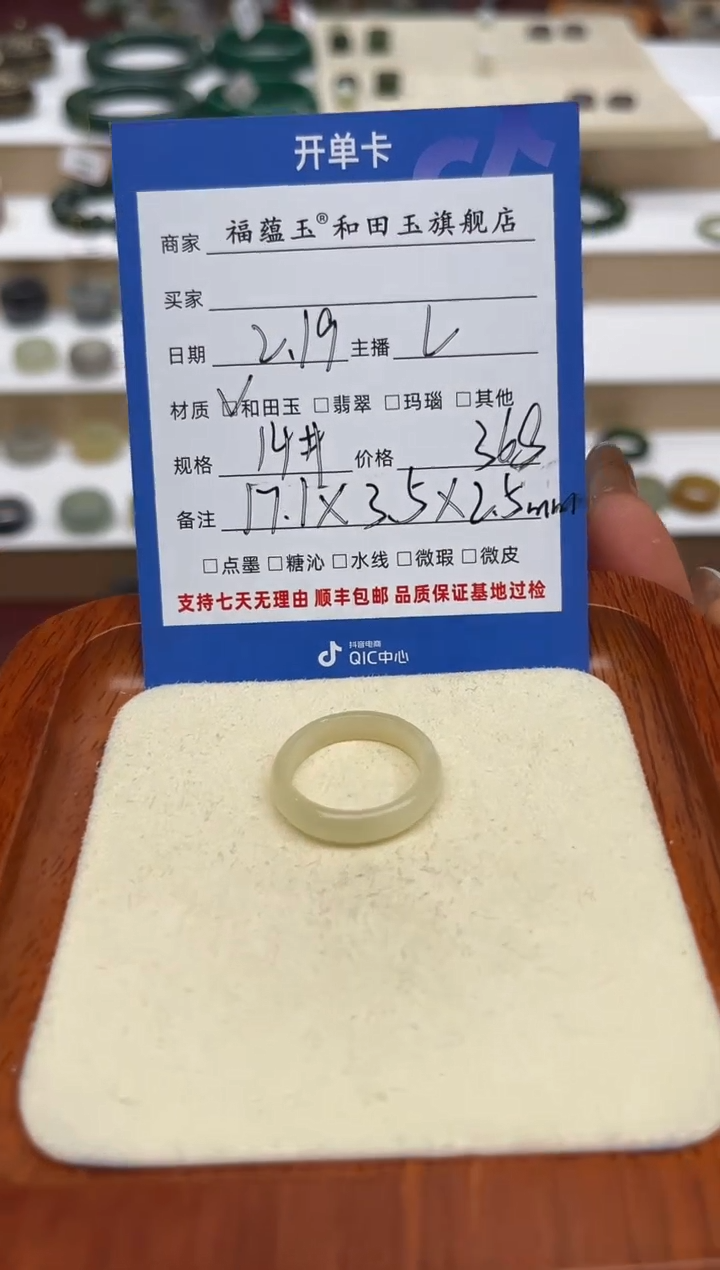 开单卡
商家 福蕴玉®和田玉旗舰店
买家
日期 2.19 主播 L
材质 ☑和田玉 □翡翠 □玛瑙 □其他
规格 14# 价格 368
备注 17.1×3.5×2.5mm
□点墨 □糖沁 □水线 □微瑕 □微皮
支持七天无理由 顺丰包邮 品质保证基地过检
抖音电商
QIC中心